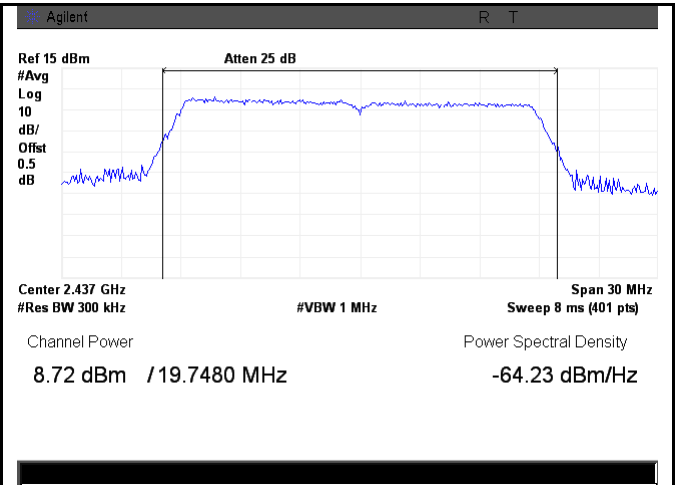 Agilent R T
Ref 15 dBm Atten 25 dB
#Avg
Log
10
dB/
Offst
0.5
dB
Center 2.437 GHz Span 30 MHz
#Res BW 300 kHz #VBW 1 MHz Sweep 8 ms (401 pts)
Channel Power Power Spectral Density
8.72 dBm / 19.7480 MHz -64.23 dBm/Hz